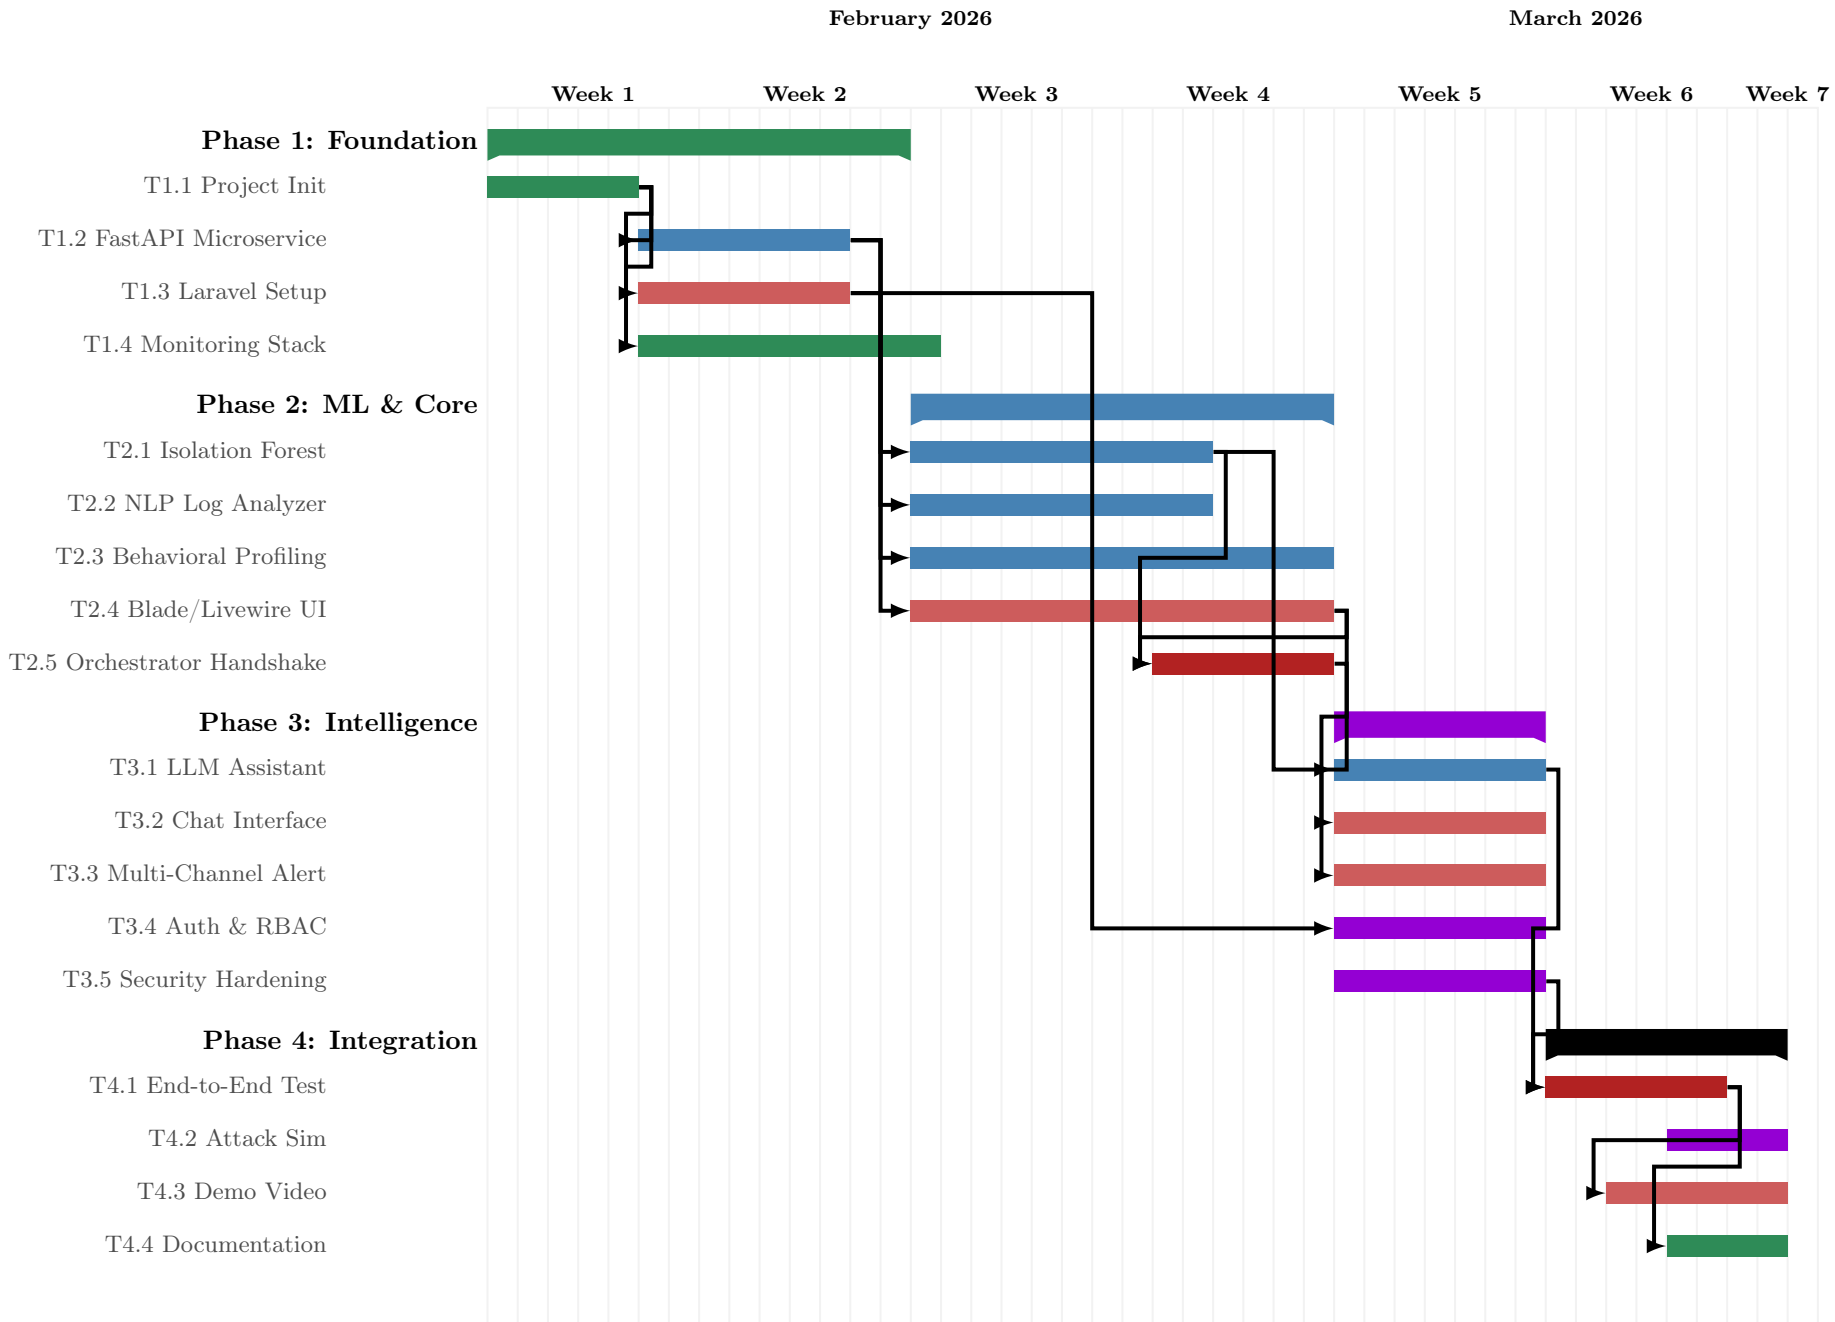 February 2026 March 2026
Week 1 Week 2 Week 3 Week 4 Week 5 Week 6 Week 7
Phase 1: Foundation
T1.1 Project Init
T1.2 FastAPI Microservice
T1.3 Laravel Setup
T1.4 Monitoring Stack
Phase 2: ML & Core
T2.1 Isolation Forest
T2.2 NLP Log Analyzer
T2.3 Behavioral Profiling
T2.4 Blade/Livewire UI
T2.5 Orchestrator Handshake
Phase 3: Intelligence
T3.1 LLM Assistant
T3.2 Chat Interface
T3.3 Multi-Channel Alert
T3.4 Auth & RBAC
T3.5 Security Hardening
Phase 4: Integration
T4.1 End-to-End Test
T4.2 Attack Sim
T4.3 Demo Video
T4.4 Documentation